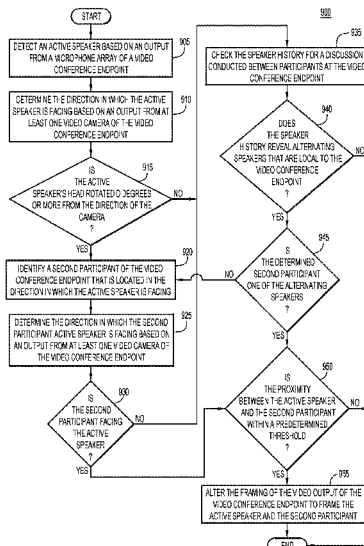 START
900
DETECT AN ACTIVE SPEAKER BASED ON AN OUTPUT
FROM A MICROPHONE ARRAY OF A VIDEO
CONFERENCE ENDPOINT
905
DETERMINE THE DIRECTION IN WHICH THE ACTIVE
SPEAKER IS FACING BASED ON AN OUTPUT FROM AT
LEAST ONE VIDEO CAMERA OF THE VIDEO
CONFERENCE ENDPOINT
910
IS
THE ACTIVE
SPEAKER'S HEAD ROTATED D DEGREES
OR MORE FROM THE DIRECTION OF THE
CAMERA
?
915
NO
YES
920
IDENTIFY A SECOND PARTICIPANT OF THE VIDEO
CONFERENCE ENDPOINT THAT IS LOCATED IN THE
DIRECTION IN WHICH THE ACTIVE SPEAKER IS FACING
925
DETERMINE THE DIRECTION IN WHICH THE SECOND
PARTICIPANT ACTIVE SPEAKER IS FACING BASED ON
AN OUTPUT FROM AT LEAST ONE VIDEO CAMERA OF
THE VIDEO CONFERENCE ENDPOINT
IS
THE SECOND
PARTICIPANT FACING
THE ACTIVE
SPEAKER
?
930
NO
YES
935
CHECK THE SPEAKER HISTORY FOR A DISCUSSION
CONDUCTED BETWEEN PARTICIPANTS AT THE VIDEO
CONFERENCE ENDPOINT
940
DOES
THE SPEAKER
HISTORY REVEAL ALTERNATING
SPEAKERS THAT ARE LOCAL TO THE
VIDEO CONFERENCE
ENDPOINT
?
NO
YES
945
IS
THE DETERMINED
SECOND PARTICIPANT
ONE OF THE ALTERNATING
SPEAKERS
?
NO
YES
950
IS
THE PROXIMITY
BETWEEN THE ACTIVE SPEAKER
AND THE SECOND PARTICIPANT
WITHIN A PREDETERMINED
THRESHOLD
?
NO
YES
955
ALTER THE FRAMING OF THE VIDEO OUTPUT OF THE
VIDEO CONFERENCE ENDPOINT TO FRAME THE
ACTIVE SPEAKER AND THE SECOND PARTICIPANT
END